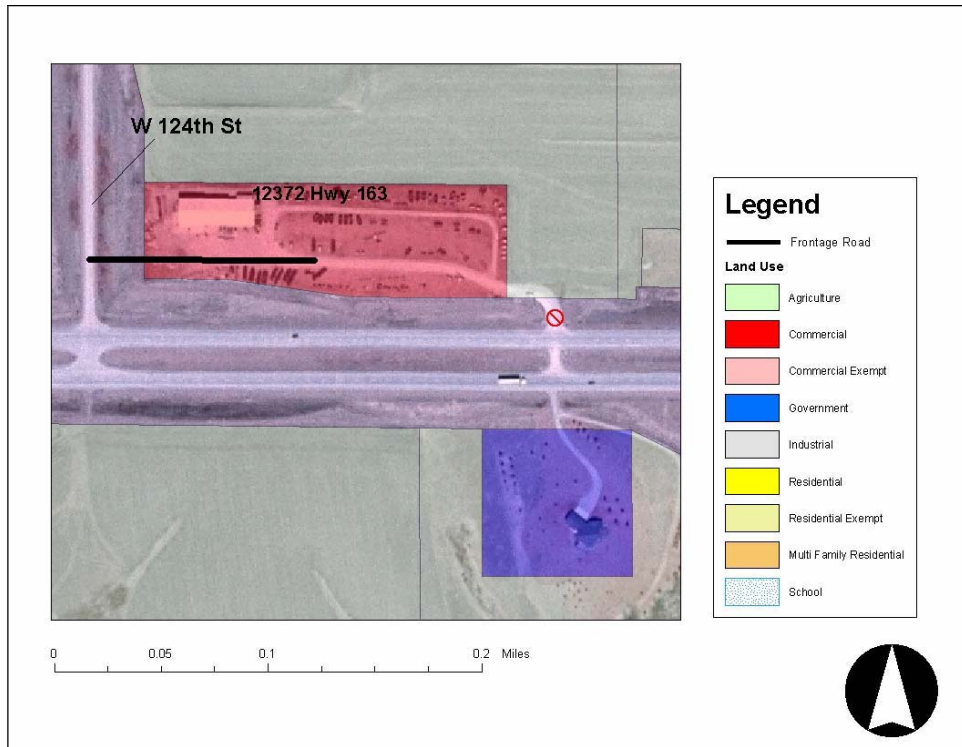 W 124th St
12372 Hwy 163
Legend
Frontage Road
Land Use
Agriculture
Commercial
Commercial Exempt
Government
Industrial
Residential
Residential Exempt
Multi Family Residential
School
0 0.05 0.1 0.2 Miles